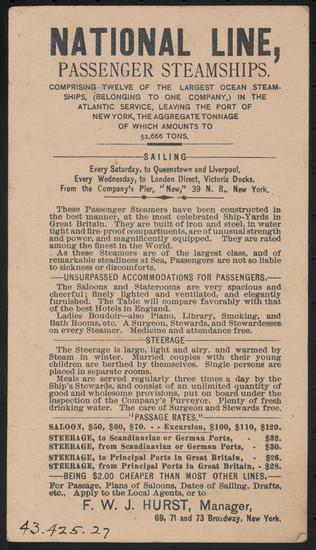 NATIONAL LINE,
PASSENGER STEAMSHIPS.
COMPRISING TWELVE OF THE LARGEST OCEAN STEAM-
SHIPS, (BELONGING TO ONE COMPANY,) IN THE
ATLANTIC SERVICE, LEAVING THE PORT OF
NEW YORK, THE AGGREGATE TONNAGE
OF WHICH AMOUNTS TO
52,666 TONS.
SAILING
Every Saturday, to Queenstown and Liverpool,
Every Wednesday, to London Direct, Victoria Docks.
From the Company's Pier, "New," 39 N. R., New York.
These Passenger Steamers have been constructed in
the best manner, at the most celebrated Ship-Yards in
Great Britain. They are built of iron and steel, in water
tight and fire-proof compartments, are of unusual strength
and power, and magnificently equipped. They are rated
among the finest in the World.
As these Steamers are of the largest class, and of
remarkable steadiness at Sea, Passengers are not so liable
to sickness or discomforts.
UNSURPASSED ACCOMMODATIONS FOR PASSENGERS.
The Saloons and Staterooms are very spacious and
cheerful; finely lighted and ventilated, and elegantly
furnished. The Table will compare favorably with that
of the best Hotels in England.
Ladies Boudoir—also Piano, Library, Smoking, and
Bath Rooms, etc. A Surgeon, Stewards, and Stewardesses
on every Steamer. Medicine and attendance free.
STEERAGE
The Steerage is large, light and airy, and warmed by
Steam in winter. Married couples with their young
children are berthed by themselves. Single persons are
placed in separate rooms.
Meals are served regularly three times a day by the
Ship's Stewards, and consist of an unlimited quantity of
good and wholesome provisions, put on board under the
inspection of the Company's Purveyor. Plenty of fresh
drinking water. The care of Surgeon and Stewards free.
"PASSAGE RATES."
SALOON, $50, $60, $70. - - Excursion, $100, $110, $120.
STEERAGE, to Scandinavian or German Ports, - $32.
STEERAGE, from Scandinavian or German Ports, - $30.
STEERAGE, to Principal Ports in Great Britain, - $26.
STEERAGE, from Principal Ports in Great Britain, - $28.
BEING $2.00 CHEAPER THAN MOST OTHER LINES.
For Passage, Plans of Saloons, Dates of Sailing, Drafts,
etc., Apply to the Local Agents, or to
F. W. J. HURST, Manager,
69, 71 and 73 Broadway, New York.
43.425.27